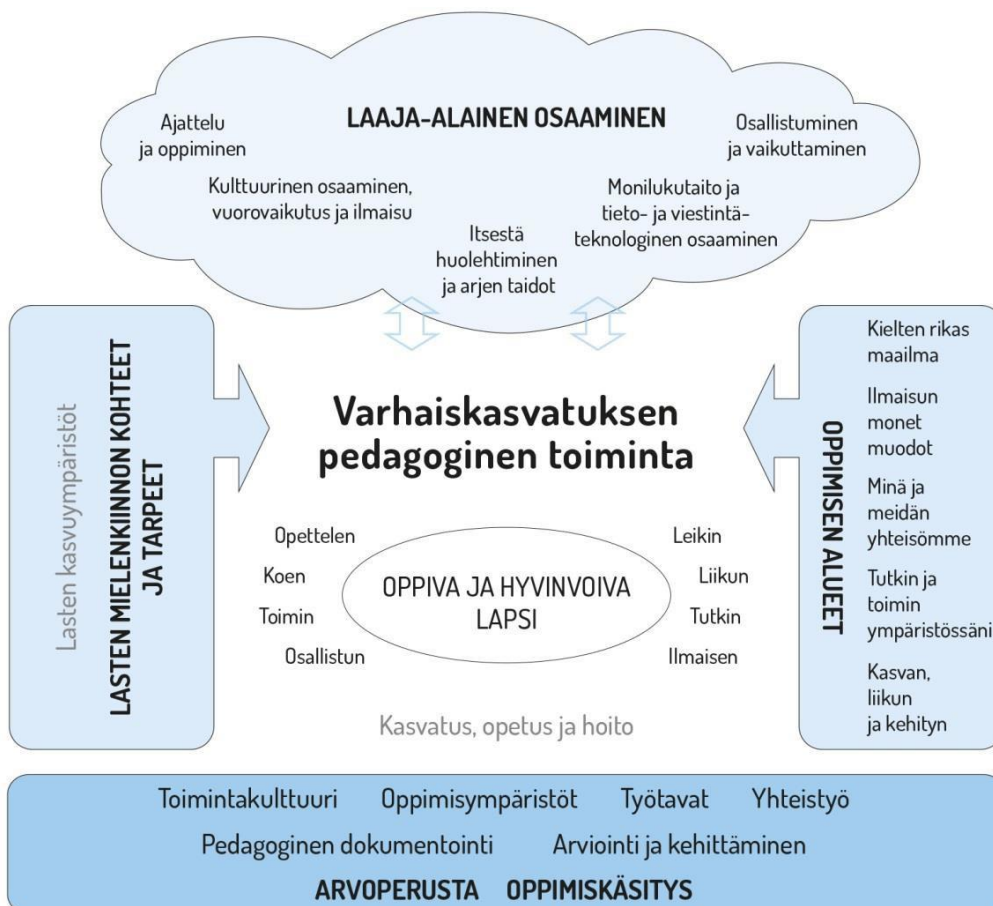 LAAJA-ALAINEN OSAAMINEN
Ajattelu
ja oppiminen
Kulttuurinen osaaminen,
vuorovaikutus ja ilmaisu
Itsestä
huolehtiminen
ja arjen taidot
Monilukutaito ja
tieto- ja viestintä-
teknologinen osaaminen
Osallistuminen
ja vaikuttaminen
Lasten kasvuympäristöt
LASTEN MIELENKIINNON KOHTEET
JA TARPEET
Varhaiskasvatuksen
pedagoginen toiminta
Opettelen
Koen
Toimin
Osallistun
OPPIVA JA HYVINVOIVA
LAPSI
Leikin
Liikun
Tutkin
Ilmaisen
Kasvatus, opetus ja hoito
OPPIMISEN ALUEET
Kielten rikas
maailma
Ilmaisun
monet
muodot
Minä ja
meidän
yhteisömme
Tutkin ja
toimin
ympäristössäni
Kasvan,
liikun
ja kehityn
Toimintakulttuuri Oppimisympäristöt Työtavat Yhteistyö
Pedagoginen dokumentointi Arviointi ja kehittäminen
ARVOPERUSTA OPPIMISKÄSITYS